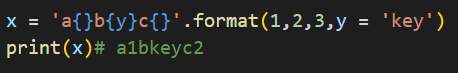 x = 'a{}b{y}c{}'.format(1,2,3,y = 'key')
print(x)# a1bkeyc2